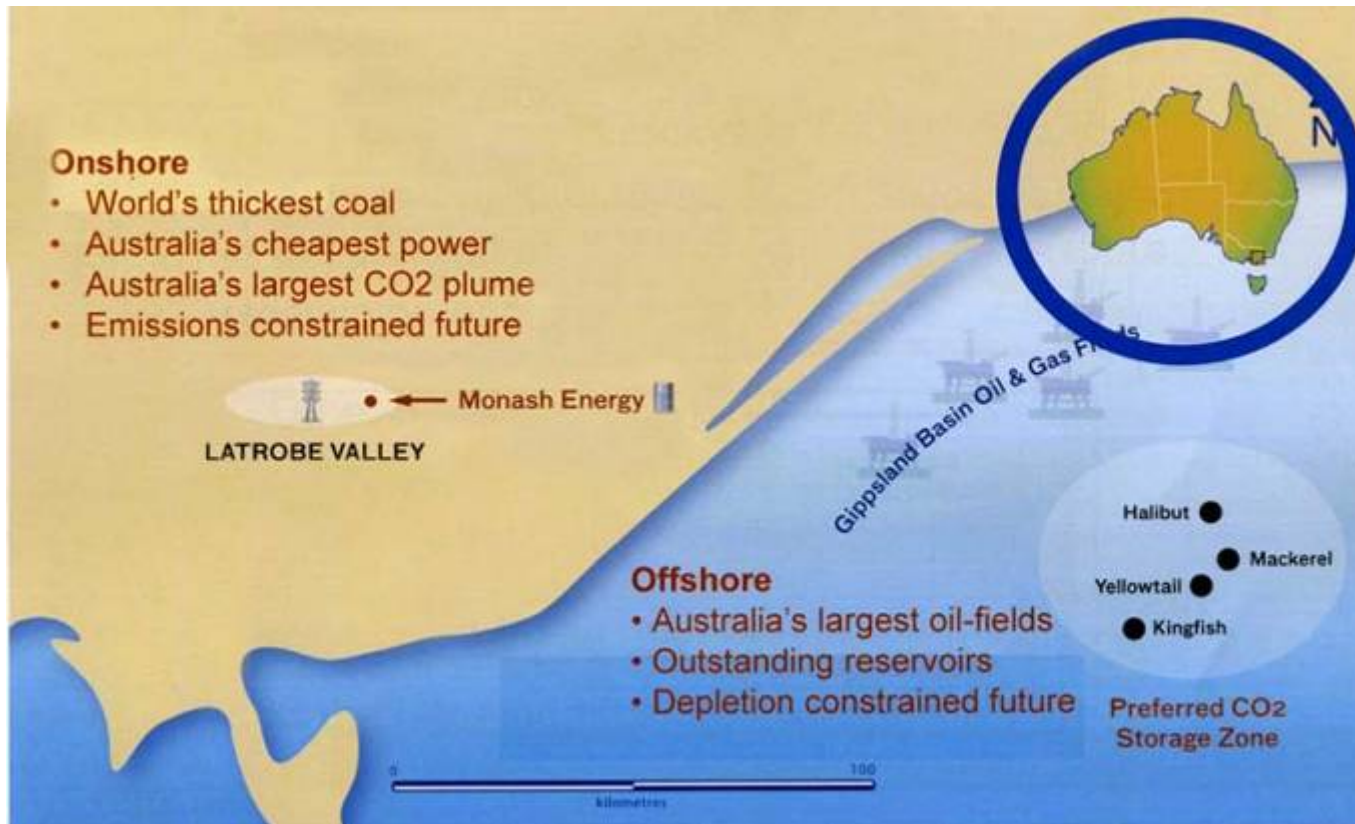 N
Onshore
• World's thickest coal
• Australia's cheapest power
• Australia's largest CO2 plume
• Emissions constrained future
Monash Energy
LATROBE VALLEY
Gippsland Basin Oil & Gas
Halibut
Mackerel
Yellowtail
Kingfish
Preferred CO2
Storage Zone
Offshore
• Australia's largest oil-fields
• Outstanding reservoirs
• Depletion constrained future
0
100
kilometres